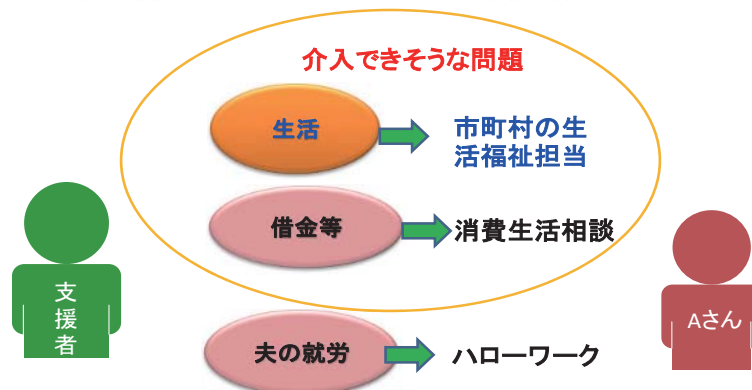 介入できそうな問題
生活
市町村の生
活福祉担当
借金等
消費生活相談
支
援
者
Aさん
夫の就労
ハローワーク